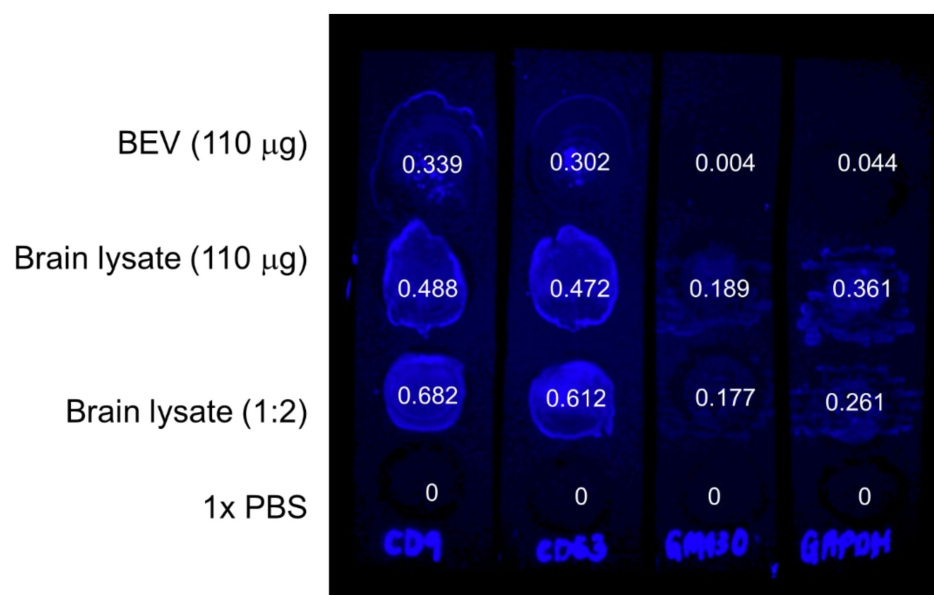 BEV (110 μg)
0.339 0.302 0.004 0.044
Brain lysate (110 μg)
0.488 0.472 0.189 0.361
Brain lysate (1:2)
0.682 0.612 0.177 0.261
1x PBS
0 0 0 0
CD9 CD63 GM130 GAPDH